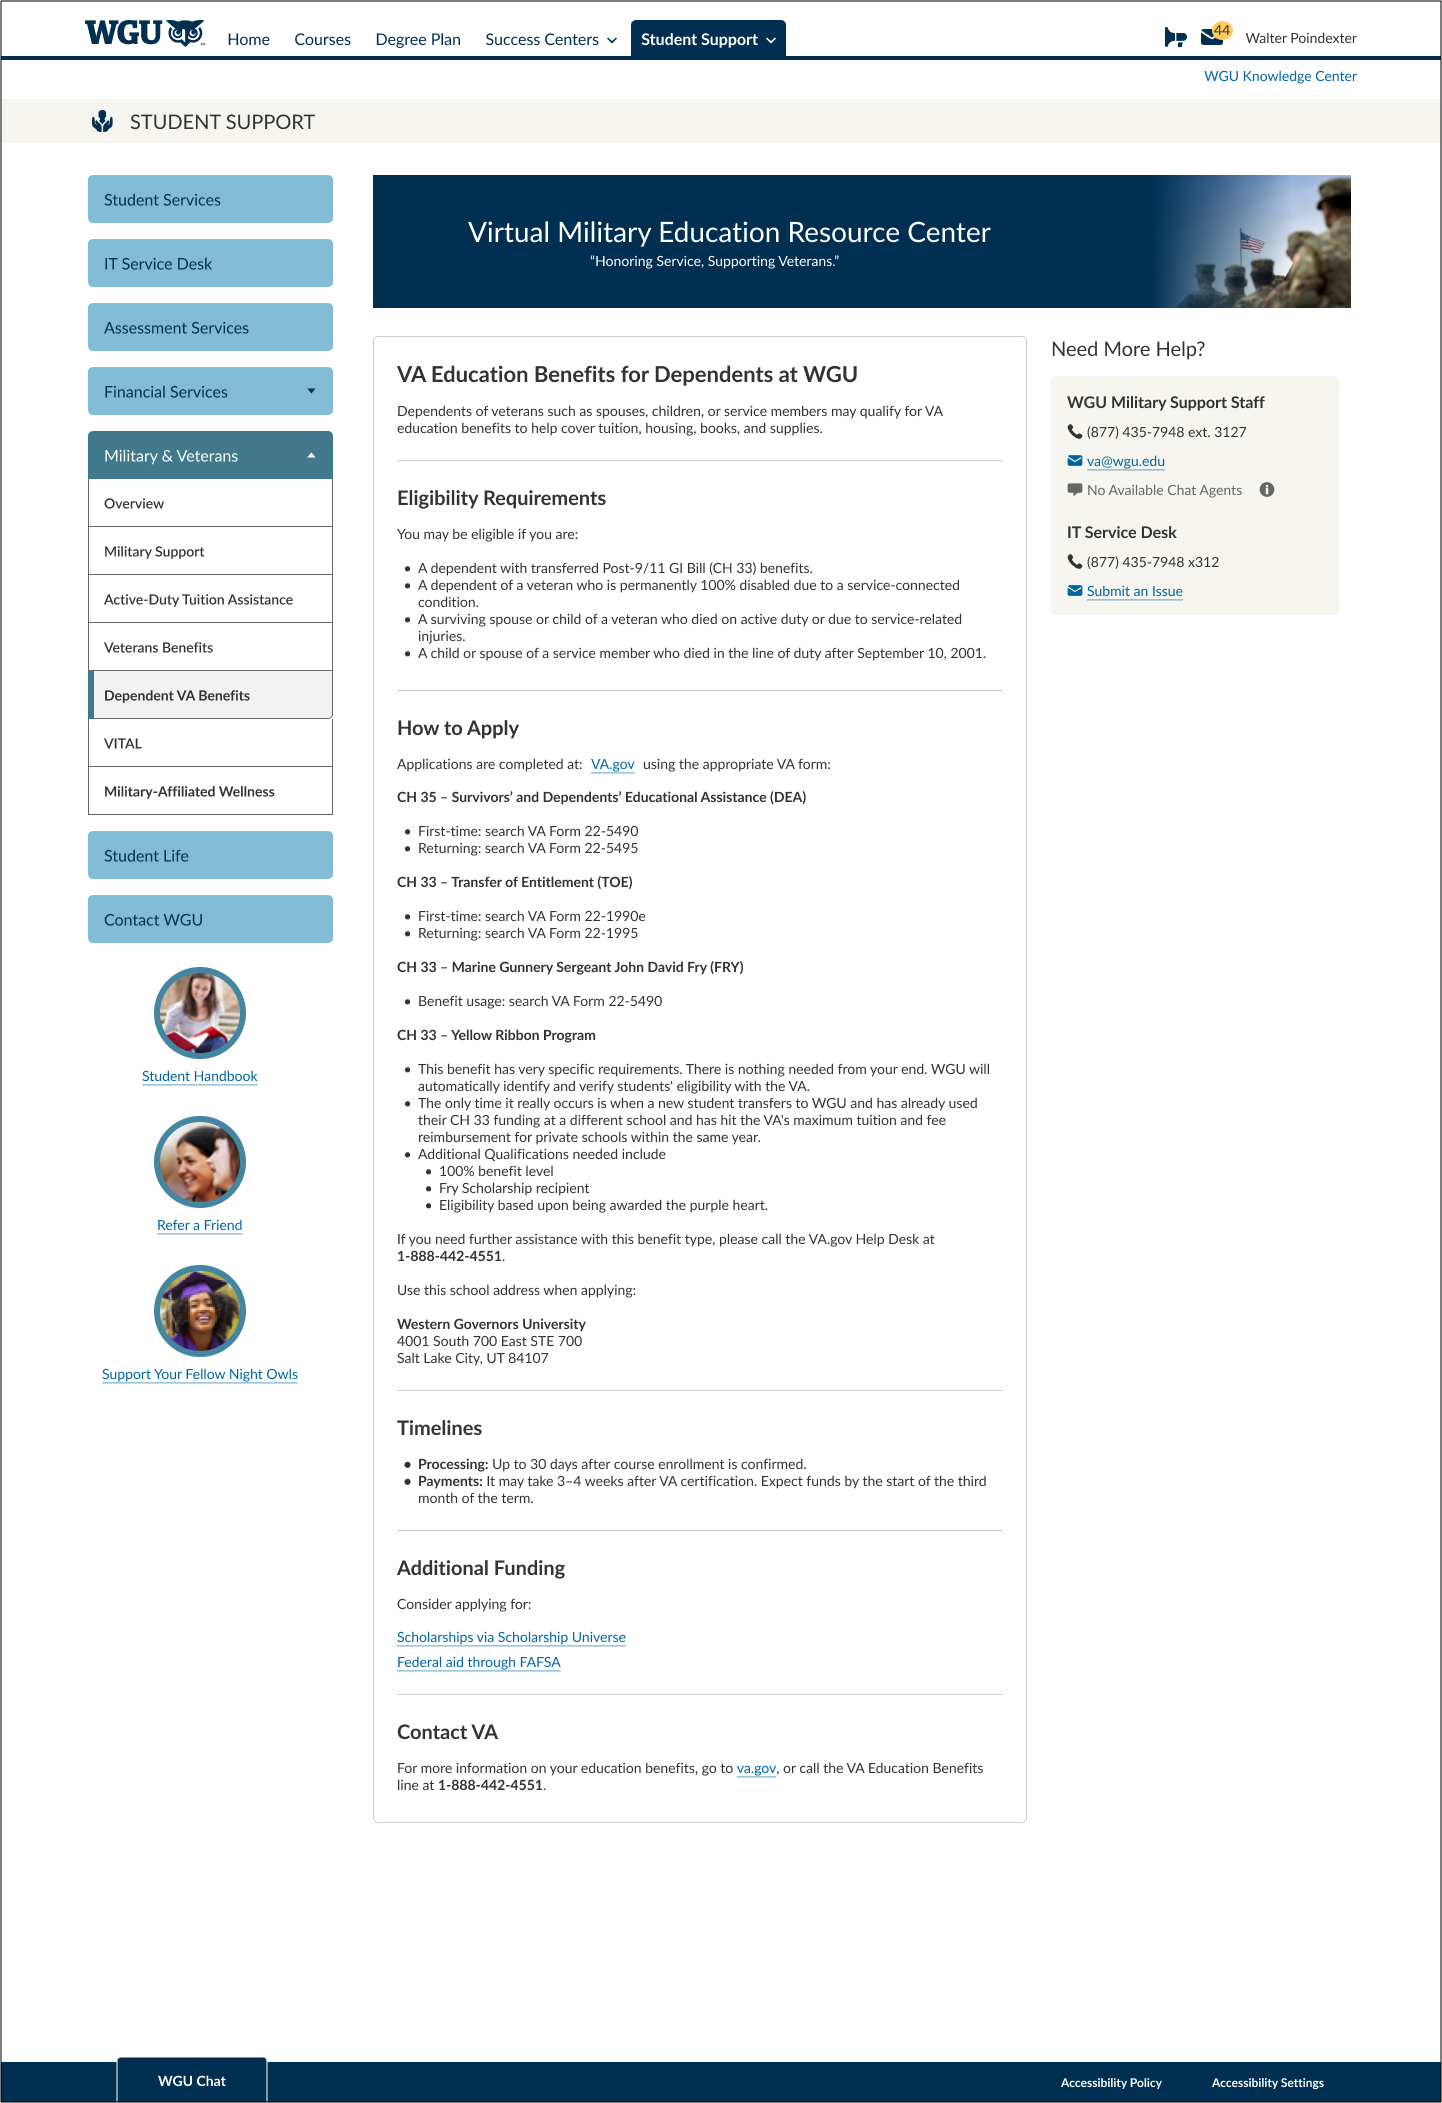 WGU
Home
Courses
Degree Plan
Success Centers
Student Support
44
Walter Poindexter
WGU Knowledge Center
STUDENT SUPPORT
Student Services
IT Service Desk
Assessment Services
Financial Services
Military & Veterans
Overview
Military Support
Active-Duty Tuition Assistance
Veterans Benefits
Dependent VA Benefits
VITAL
Military-Affiliated Wellness
Student Life
Contact WGU
Student Handbook
Refer a Friend
Support Your Fellow Night Owls
Virtual Military Education Resource Center
“Honoring Service, Supporting Veterans.”
VA Education Benefits for Dependents at WGU
Dependents of veterans such as spouses, children, or service members may qualify for VA
education benefits to help cover tuition, housing, books, and supplies.
Eligibility Requirements
You may be eligible if you are:
• A dependent with transferred Post-9/11 GI Bill (CH 33) benefits.
• A dependent of a veteran who is permanently 100% disabled due to a service-connected
condition.
• A surviving spouse or child of a veteran who died on active duty or due to service-related
injuries.
• A child or spouse of a service member who died in the line of duty after September 10, 2001.
How to Apply
Applications are completed at: VA.gov using the appropriate VA form:
CH 35 – Survivors’ and Dependents’ Educational Assistance (DEA)
• First-time: search VA Form 22-5490
• Returning: search VA Form 22-5495
CH 33 – Transfer of Entitlement (TOE)
• First-time: search VA Form 22-1990e
• Returning: search VA Form 22-1995
CH 33 – Marine Gunnery Sergeant John David Fry (FRY)
• Benefit usage: search VA Form 22-5490
CH 33 – Yellow Ribbon Program
• This benefit has very specific requirements. There is nothing needed from your end. WGU will
automatically identify and verify students' eligibility with the VA.
• The only time it really occurs is when a new student transfers to WGU and has already used
their CH 33 funding at a different school and has hit the VA's maximum tuition and fee
reimbursement for private schools within the same year.
• Additional Qualifications needed include
• 100% benefit level
• Fry Scholarship recipient
• Eligibility based upon being awarded the purple heart.
If you need further assistance with this benefit type, please call the VA.gov Help Desk at
1-888-442-4551.
Use this school address when applying:
Western Governors University
4001 South 700 East STE 700
Salt Lake City, UT 84107
Timelines
• Processing: Up to 30 days after course enrollment is confirmed.
• Payments: It may take 3–4 weeks after VA certification. Expect funds by the start of the third
month of the term.
Additional Funding
Consider applying for:
Scholarships via Scholarship Universe
Federal aid through FAFSA
Contact VA
For more information on your education benefits, go to va.gov, or call the VA Education Benefits
line at 1-888-442-4551.
Need More Help?
WGU Military Support Staff
(877) 435-7948 ext. 3127
va@wgu.edu
No Available Chat Agents
IT Service Desk
(877) 435-7948 x312
Submit an Issue
WGU Chat
Accessibility Policy
Accessibility Settings